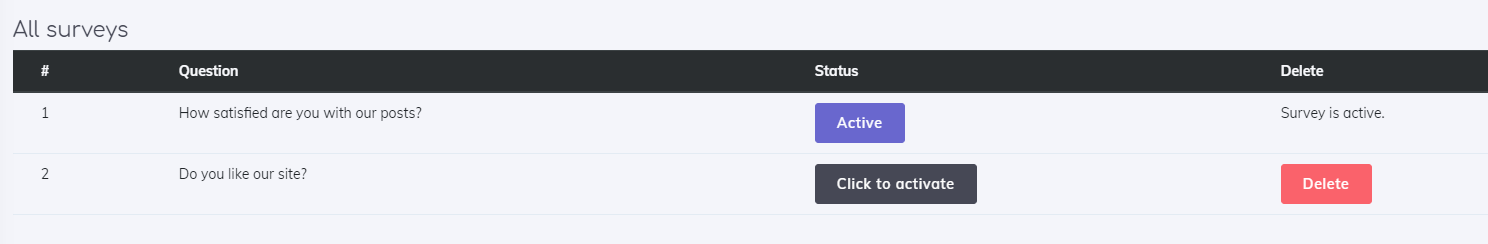 All surveys
# Question Status Delete
1 How satisfied are you with our posts? Active Survey is active.
2 Do you like our site? Click to activate Delete